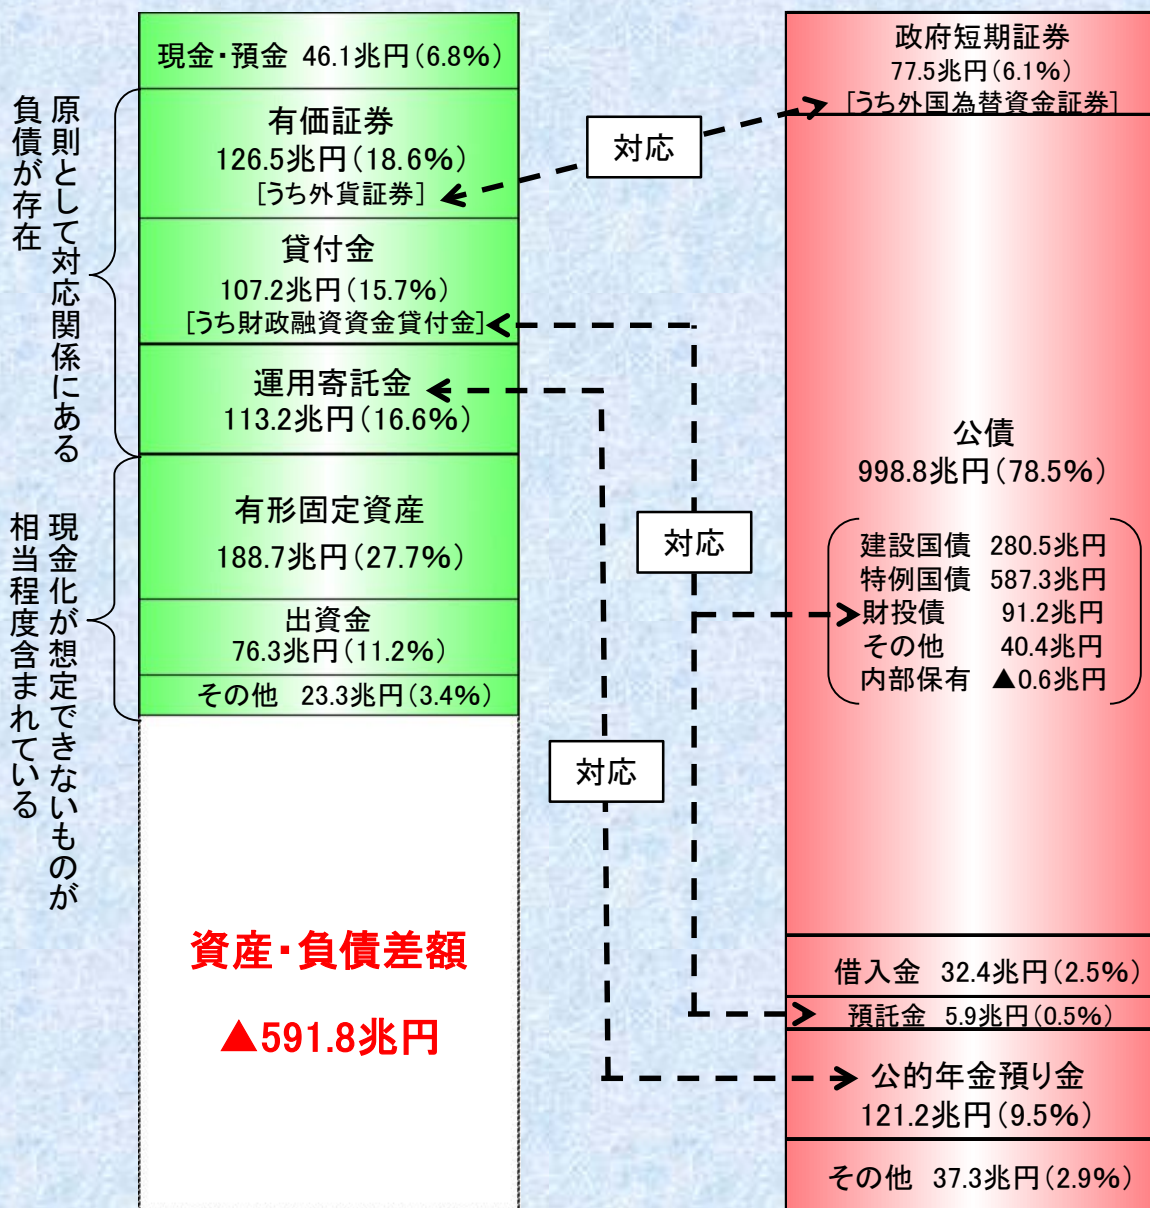 現金・預金 46.1兆円(6.8%)
有価証券
126.5兆円(18.6%)
[うち外貨証券]
貸付金
107.2兆円(15.7%)
[うち財政融資資金貸付金]
運用寄託金
113.2兆円(16.6%)
有形固定資産
188.7兆円(27.7%)
出資金
76.3兆円(11.2%)
その他 23.3兆円(3.4%)
資産・負債差額
▲591.8兆円
原則として対応関係にある
負債が存在
現金化が想定できないものが
相当程度含まれている
対応
対応
対応
政府短期証券
77.5兆円(6.1%)
[うち外国為替資金証券]
公債
998.8兆円(78.5%)
建設国債 280.5兆円
特例国債 587.3兆円
財投債 91.2兆円
その他 40.4兆円
内部保有 ▲0.6兆円
借入金 32.4兆円(2.5%)
預託金 5.9兆円(0.5%)
公的年金預り金
121.2兆円(9.5%)
その他 37.3兆円(2.9%)